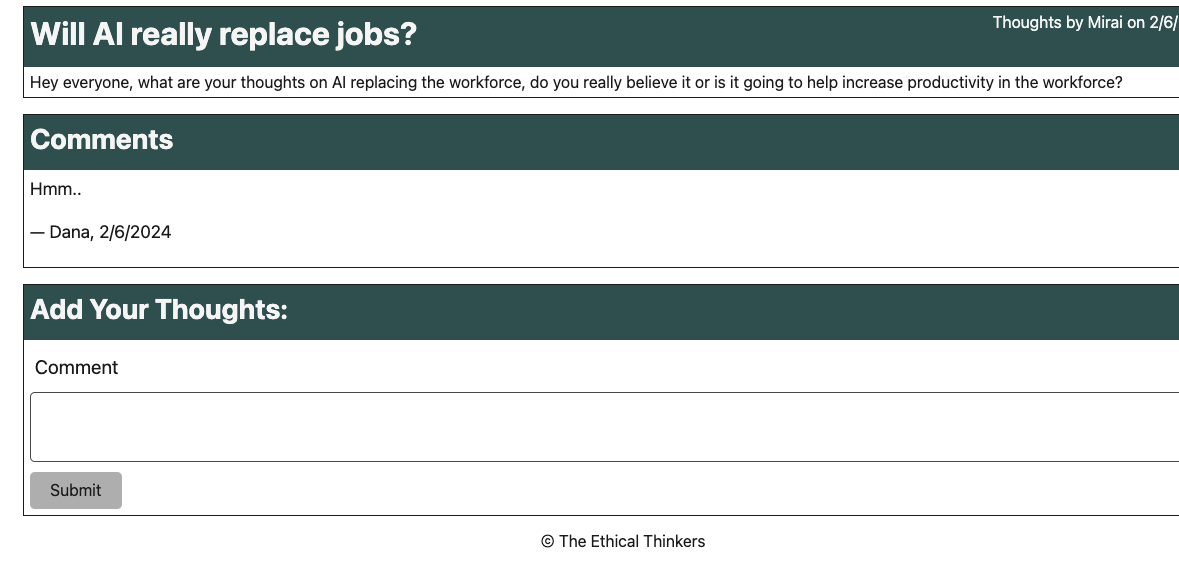 Will AI really replace jobs?
Thoughts by Mirai on 2/6/
Hey everyone, what are your thoughts on AI replacing the workforce, do you really believe it or is it going to help increase productivity in the workforce?
Comments
Hmm..
— Dana, 2/6/2024
Add Your Thoughts:
Comment
Submit
© The Ethical Thinkers